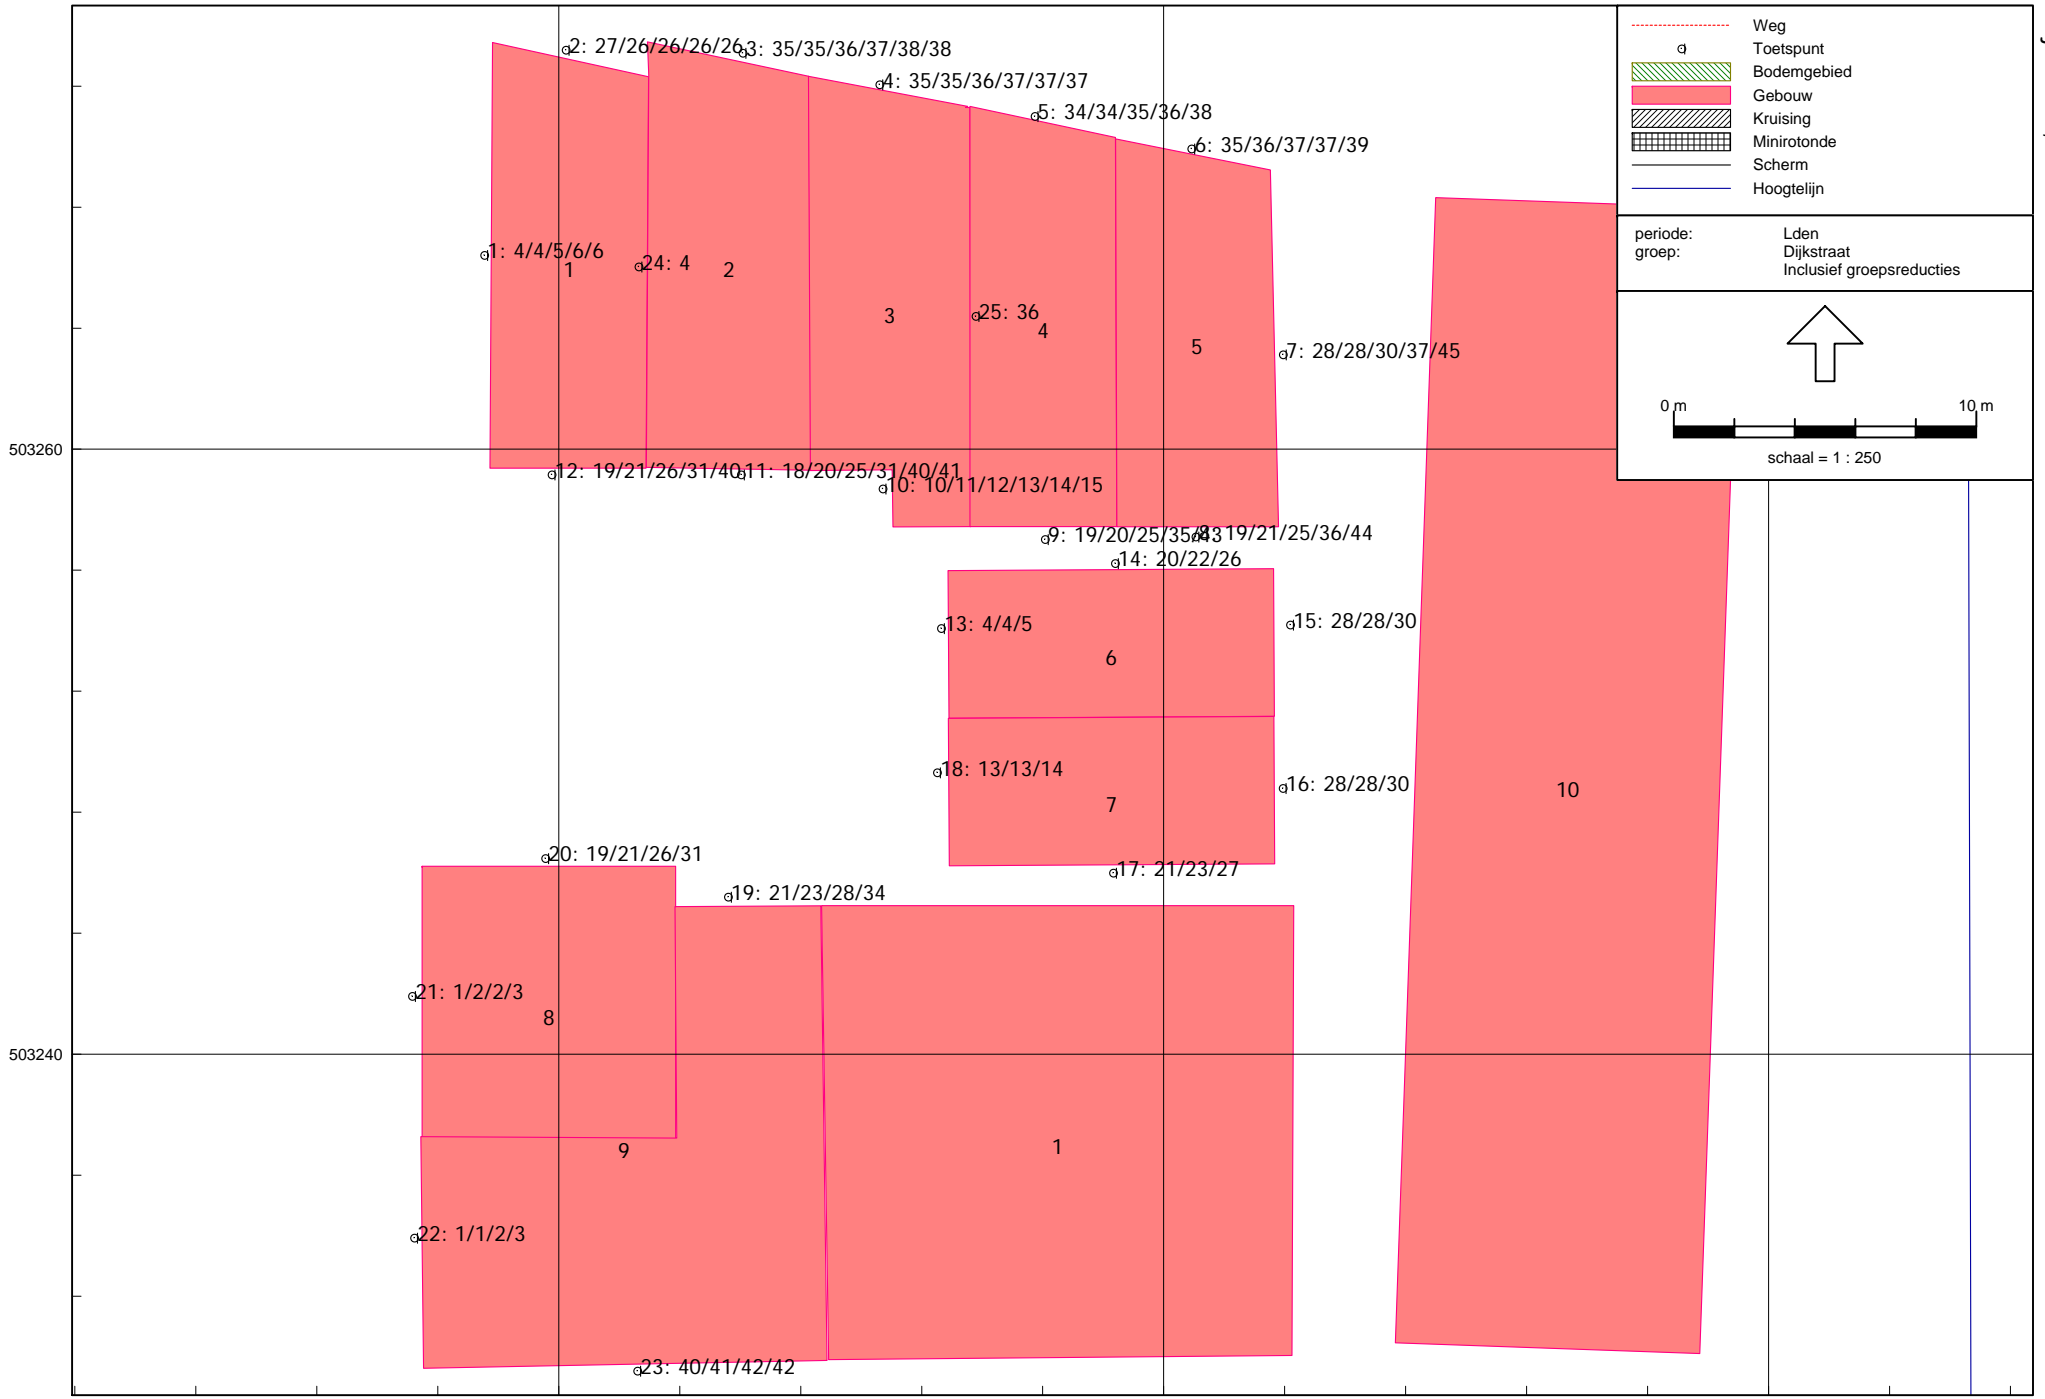 2: 27/26/26/26/26
3: 35/35/36/37/38/38
4: 35/35/36/37/37/37
5: 34/34/35/36/38
6: 35/36/37/37/39
1: 4/4/5/6/6
1
24: 4
2
3
25: 36
4
5
7: 28/28/30/37/45
503260
12: 19/21/26/31/40
11: 18/20/25/31/40/41
10: 10/11/12/13/14/15
9: 19/20/25/35/43
8: 19/21/25/36/44
14: 20/22/26
13: 4/4/5
15: 28/28/30
6
18: 13/13/14
7
16: 28/28/30
10
20: 19/21/26/31
17: 21/23/27
19: 21/23/28/34
21: 1/2/2/3
8
503240
9
1
22: 1/1/2/3
23: 40/41/42/42
Weg
Toetspunt
Bodemgebied
Gebouw
Kruising
Minirotonde
Scherm
Hoogtelijn
periode: Lden
groep: Dijkstraat
Inclusief groepsreducties
0 m 10 m
schaal = 1 : 250